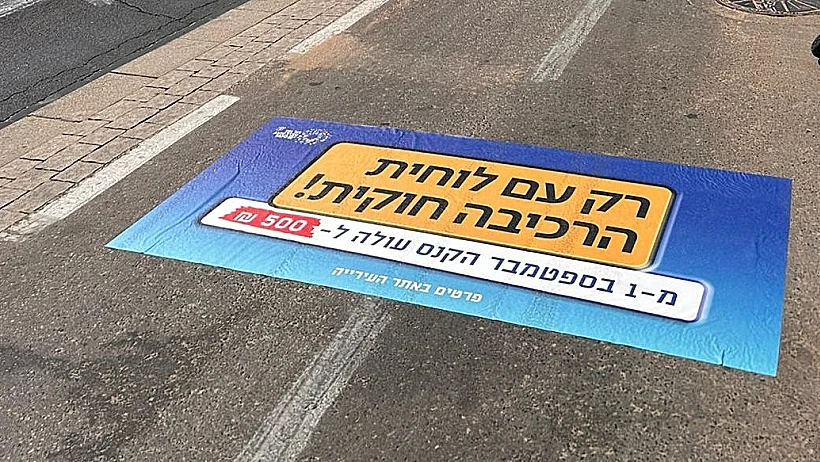 רק עם לוחית
הרכיבה חוקית!
מ-1 בספטמבר הקנס עולה ל- 500 ₪
פרטים באתר העירייה